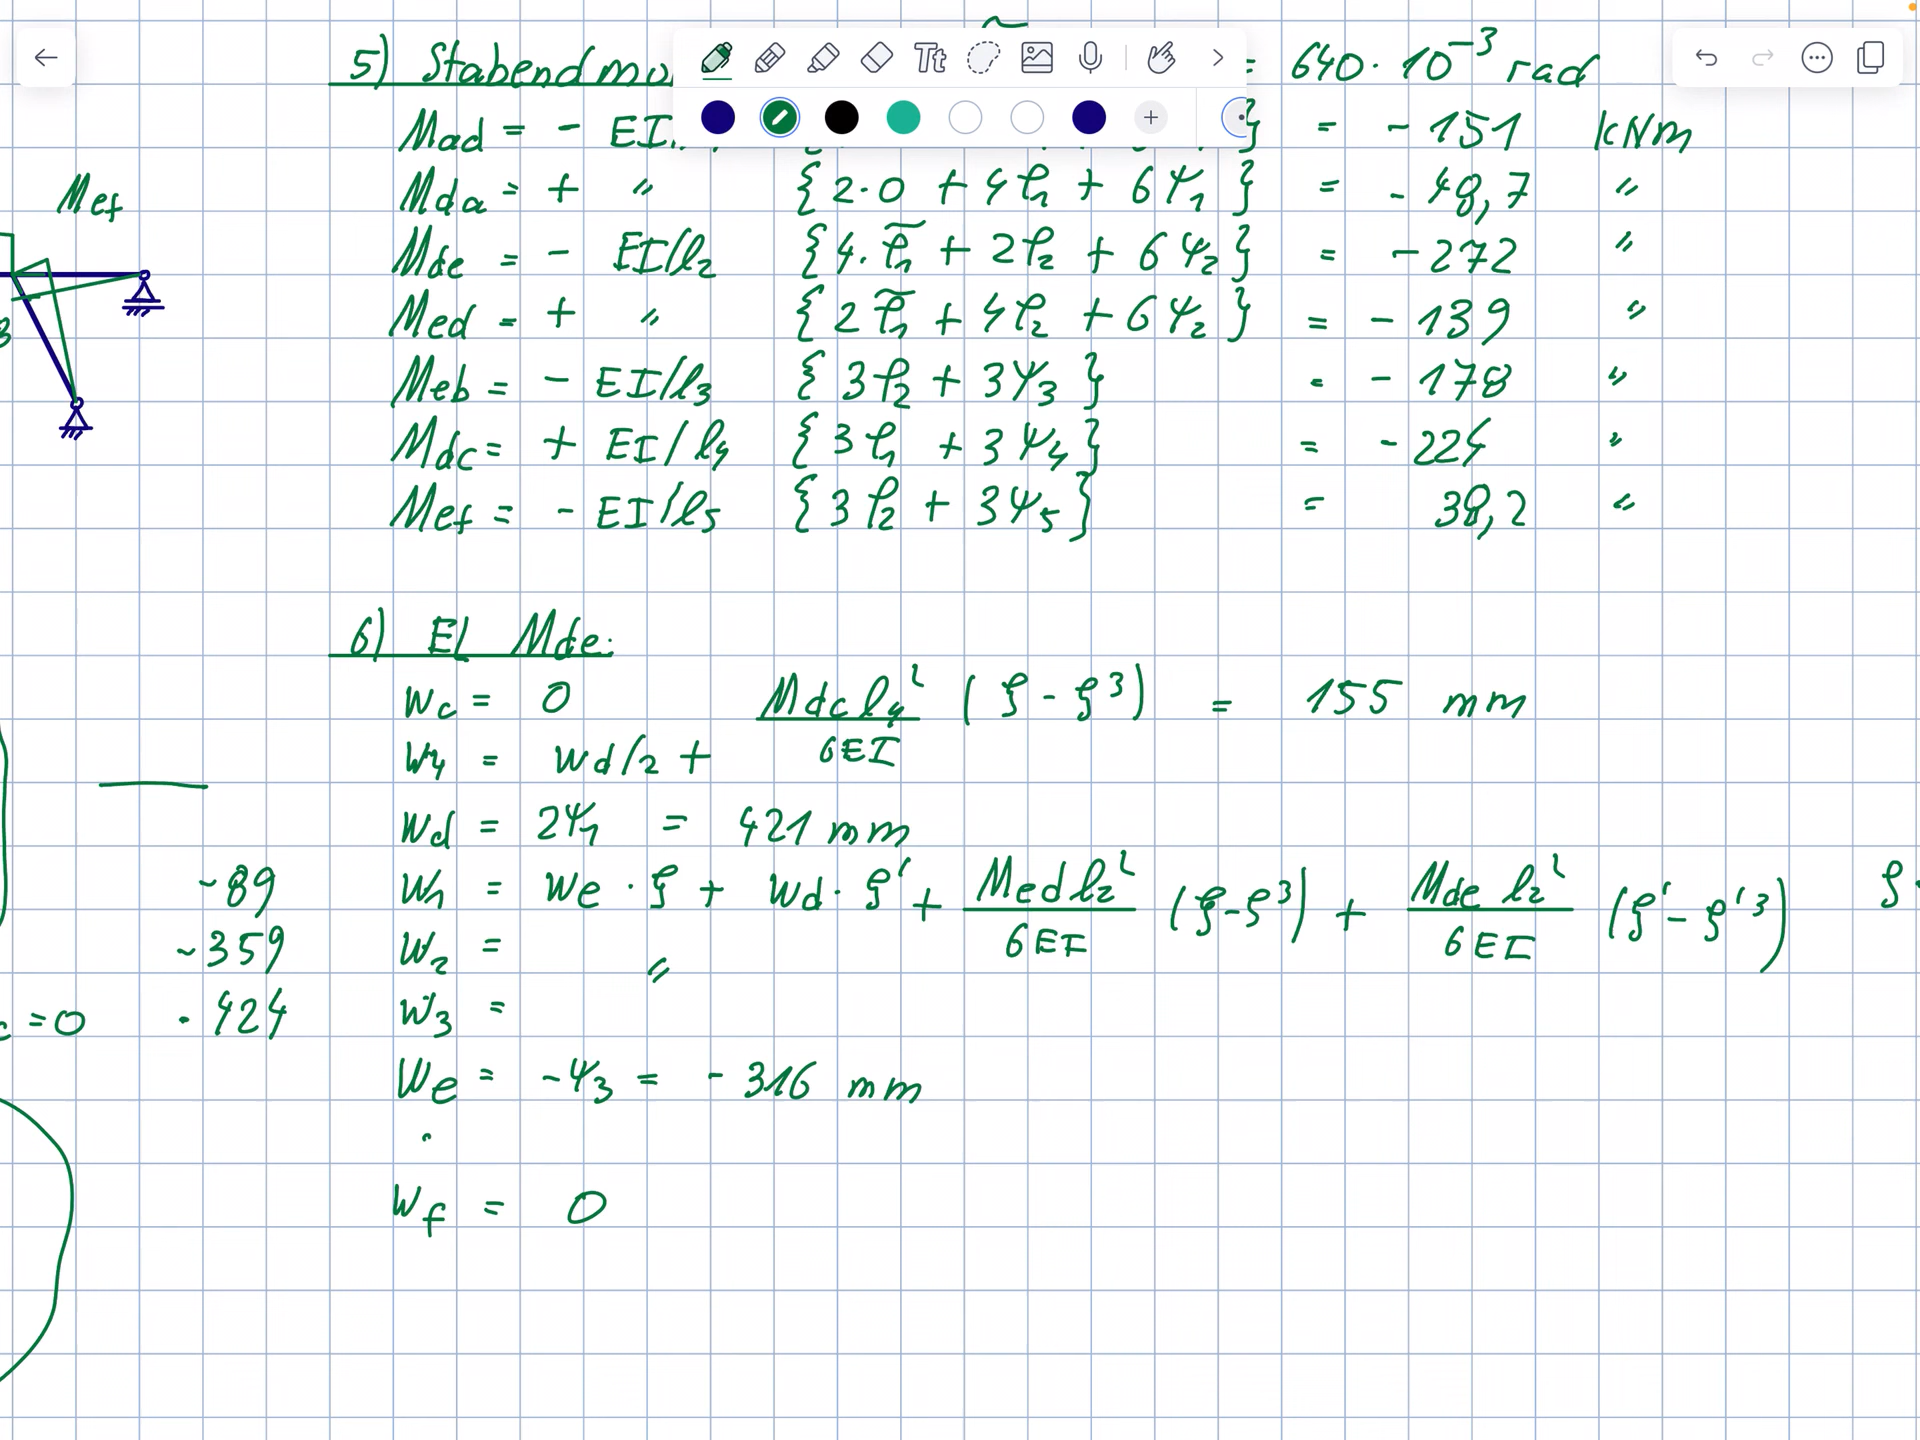 5) Stabendmo = 640·10⁻³ rad
Mad = - EI } = -151 kNm
Mef
Mda = + " {2·0 + 4φ₁ + 6ψ₁} = -48,7 "
Mde = - EI/l₂ {4·φ̃₁ + 2φ₂ + 6ψ₂} = -272 "
Med = + " {2φ̃₁ + 4φ₂ + 6ψ₂} = -139 "
Meb = - EI/l₃ {3φ₂ + 3ψ₃} = -178 "
Mdc = + EI/l₄ {3φ₁ + 3ψ₄} = -224 "
Mef = - EI/l₅ {3φ₂ + 3ψ₅} = 38,2 "
6) EL Mde:
wc = 0
w₄ = wd/2 + Mdc l₄²/6EI (ξ - ξ³) = 155 mm
wd = 2ψ₁ = 421 mm
-89
w₁ = we · ξ + wd · ξ' + Med l₂²/6EI (ξ-ξ³) + Mde l₂²/6EI (ξ' - ξ'³) ξ
-359
w₂ = "
= 0 -424
w₃ =
we = -ψ₃ = -316 mm
wf = 0
Tt